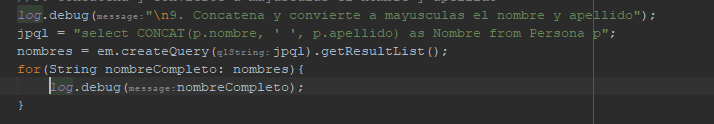 log.debug(message:"\n9. Concatena y convierte a mayusculas el nombre y apellido");
jpql = "select CONCAT(p.nombre, ' ', p.apellido) as Nombre from Persona p";
nombres = em.createQuery(qlString:jpql).getResultList();
for(String nombreCompleto: nombres){
log.debug(message:nombreCompleto);
}